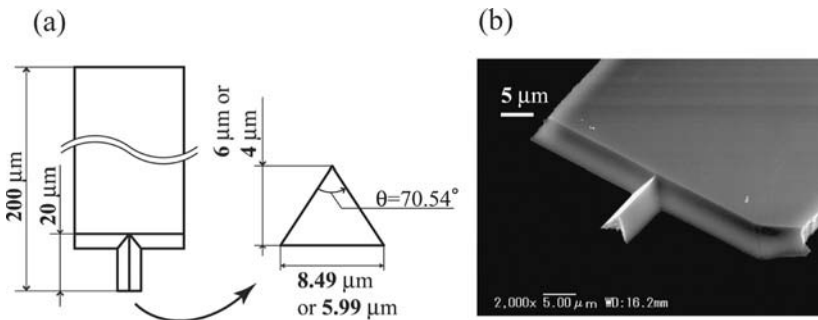 (a)
200 µm
20 µm
6 µm or
4 µm
θ=70.54°
8.49 µm
or 5.99 µm
(b)
5 µm
2,000x 5.00µm WD:16.2mm